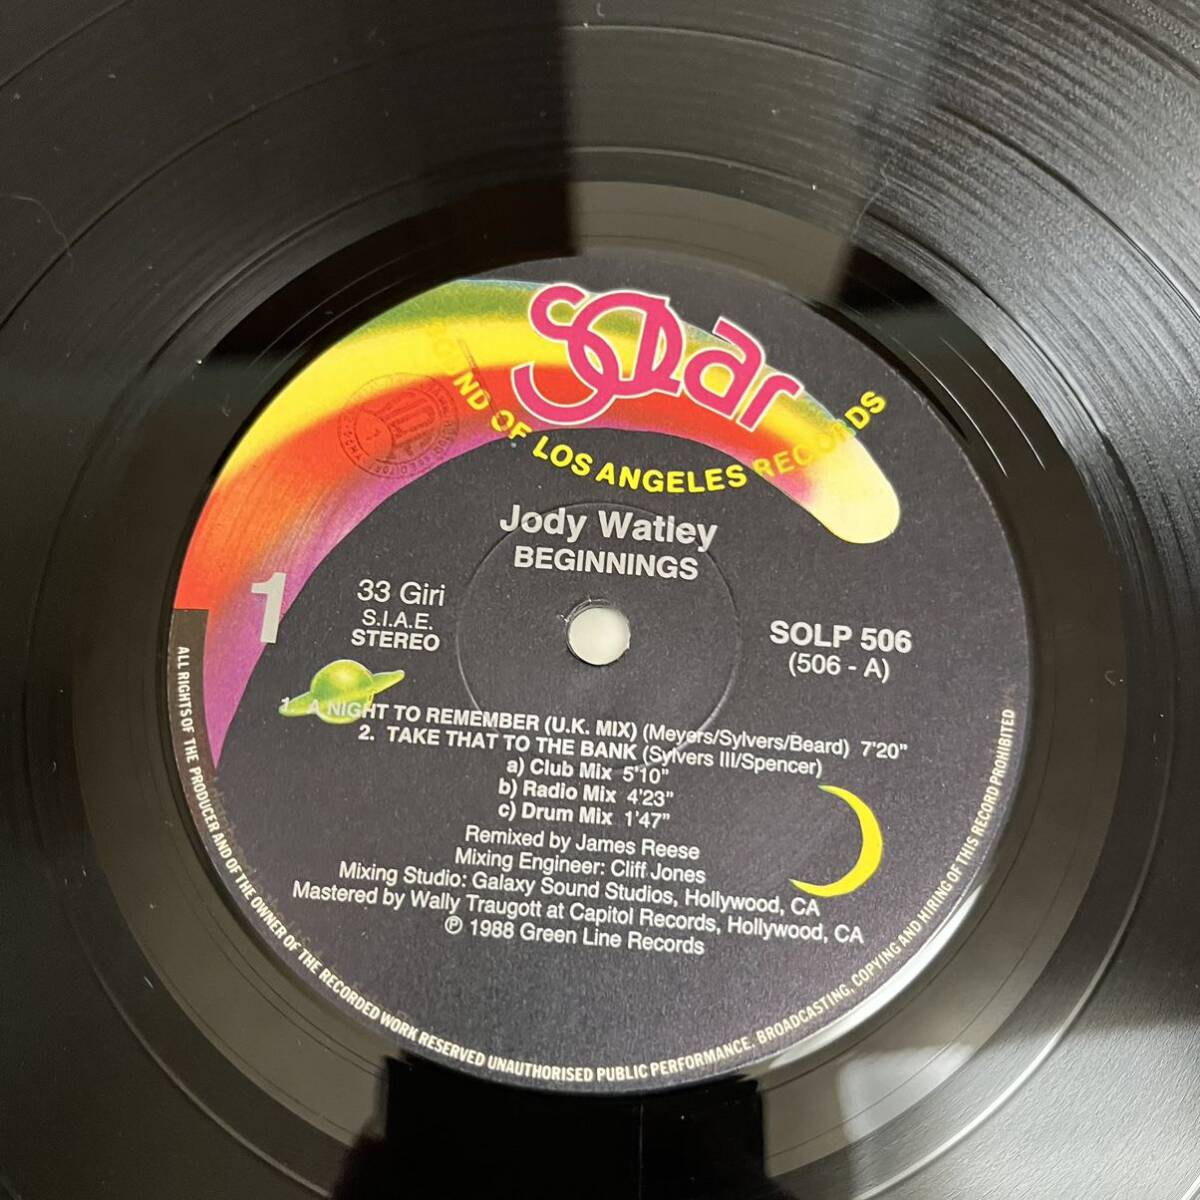 Solar
SOUND OF LOS ANGELES RECORDS
Jody Watley
BEGINNINGS
1
33 Giri
S.I.A.E.
STEREO
SOLP 506
(506 - A)
1. A NIGHT TO REMEMBER (U.K. MIX) (Meyers/Sylvers/Beard) 7'20"
2. TAKE THAT TO THE BANK (Sylvers III/Spencer)
a) Club Mix 5'10"
b) Radio Mix 4'23"
c) Drum Mix 1'47"
Remixed by James Reese
Mixing Engineer: Cliff Jones
Mixing Studio: Galaxy Sound Studios, Hollywood, CA
Mastered by Wally Traugott at Capitol Records, Hollywood, CA
℗ 1988 Green Line Records
ALL RIGHTS OF THE PRODUCER AND OF THE OWNER OF THE RECORDED WORK RESERVED UNAUTHORISED PUBLIC PERFORMANCE, BROADCASTING, COPYING AND HIRING OF THIS RECORD PROHIBITED